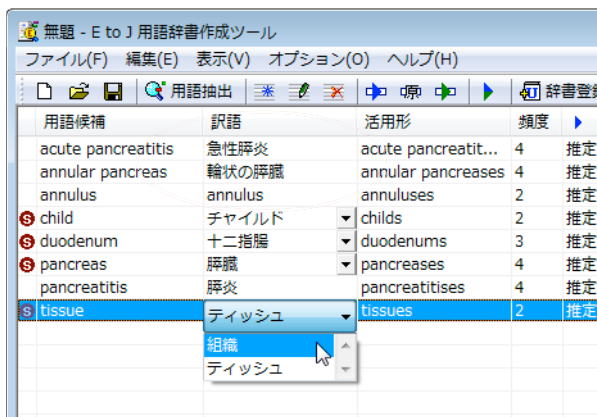 無題 - E to J 用語辞書作成ツール
ファイル(F) 編集(E) 表示(V) オプション(O) ヘルプ(H)
用語抽出 原 辞書登
用語候補 訳語 活用形 頻度
acute pancreatitis 急性膵炎 acute pancreatit... 4 推定
annular pancreas 輪状の膵臓 annular pancreases 4 推定
annulus annulus annuluses 2 推定
S child チャイルド childs 2 推定
S duodenum 十二指腸 duodenums 3 推定
S pancreas 膵臓 pancreases 4 推定
pancreatitis 膵炎 pancreatitises 4 推定
S tissue ティッシュ tissues 2 推定
組織
ティッシュ